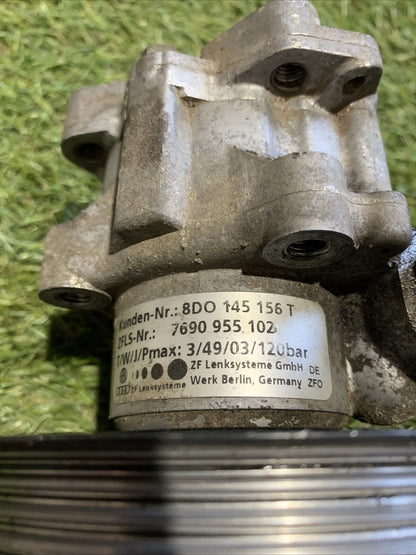 Kunden-Nr.: 8DO 145 156 T
ZFLS-Nr.: 7690 955 102
T/W/J/Pmax: 3/49/03/120bar
ZF Lenksysteme GmbH DE
ZF Lenksysteme Werk Berlin, Germany ZFO